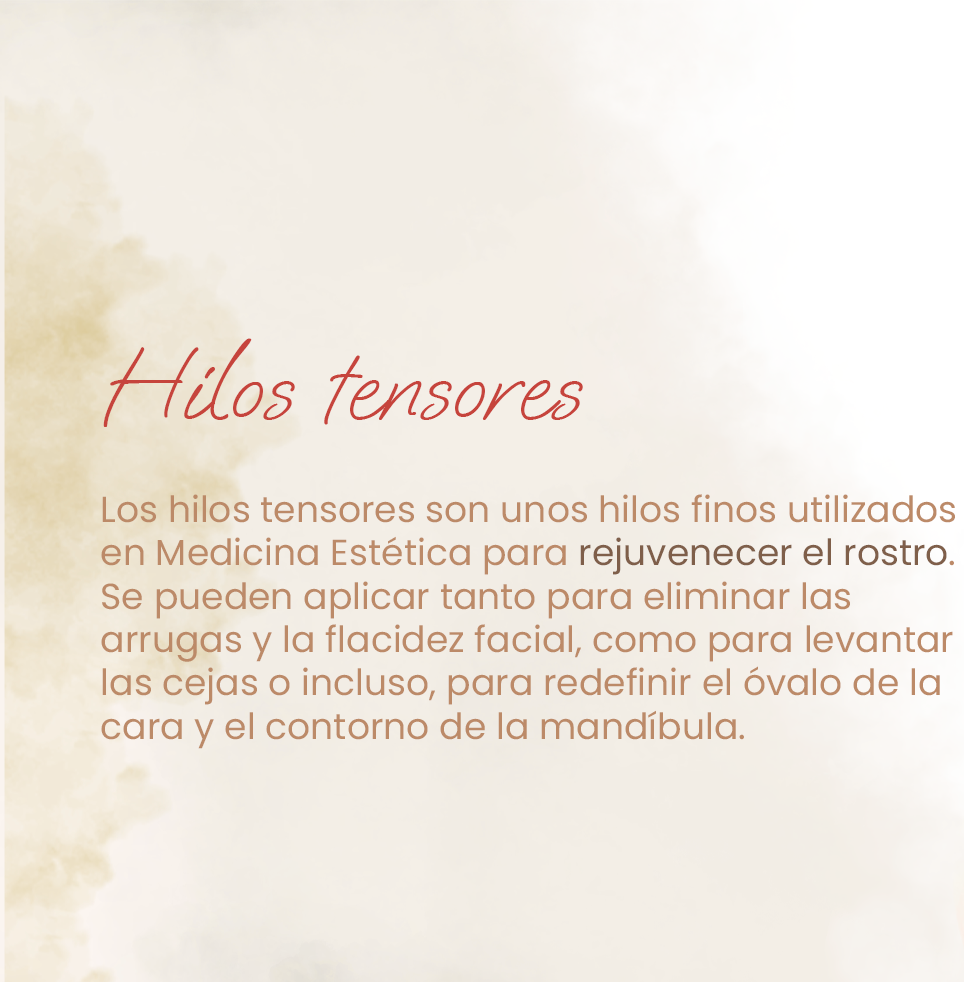 Hilos tensores
Los hilos tensores son unos hilos finos utilizados
en Medicina Estética para rejuvenecer el rostro.
Se pueden aplicar tanto para eliminar las
arrugas y la flacidez facial, como para levantar
las cejas o incluso, para redefinir el óvalo de la
cara y el contorno de la mandíbula.